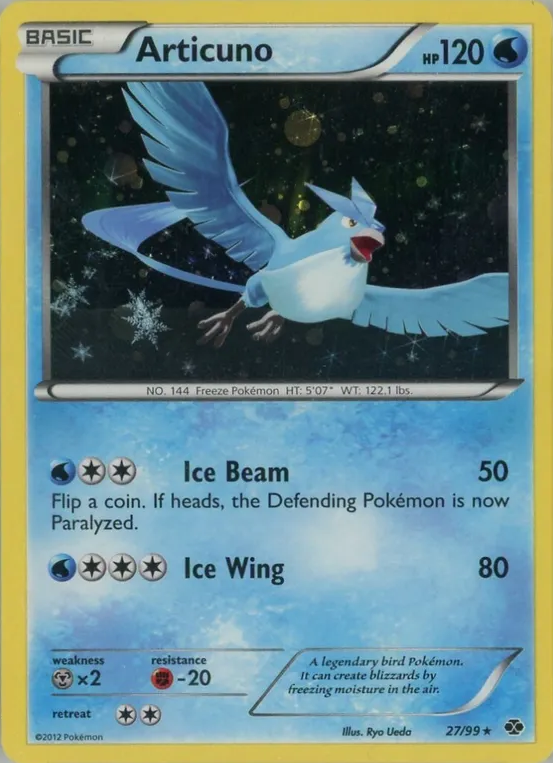 BASIC Articuno HP120
NO. 144 Freeze Pokémon HT: 5'07" WT: 122.1 lbs.
Ice Beam 50
Flip a coin. If heads, the Defending Pokémon is now
Paralyzed.
Ice Wing 80
weakness resistance
×2 -20
retreat
A legendary bird Pokémon.
It can create blizzards by
freezing moisture in the air.
©2012 Pokémon Illus. Ryo Ueda 27/99 ★